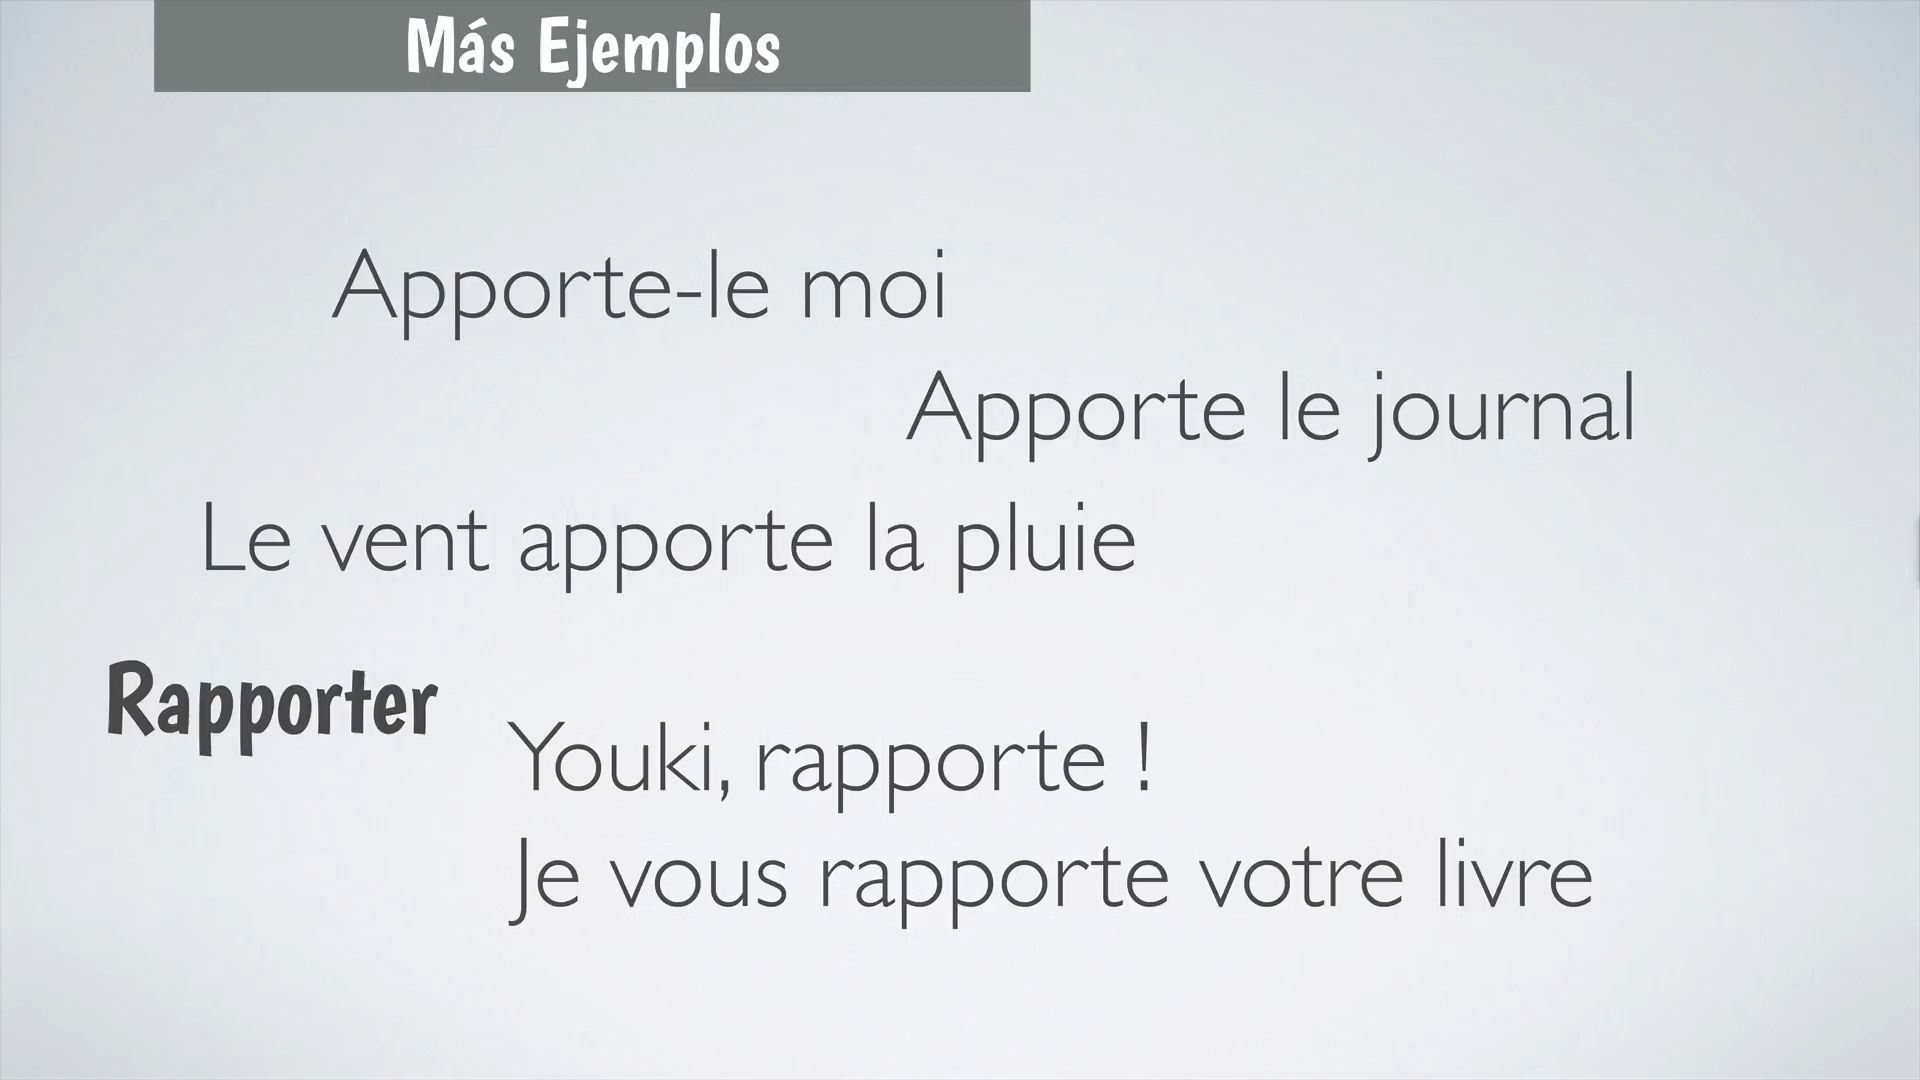 Más Ejemplos
Apporte-le moi
Apporte le journal
Le vent apporte la pluie
Rapporter
Youki, rapporte !
Je vous rapporte votre livre